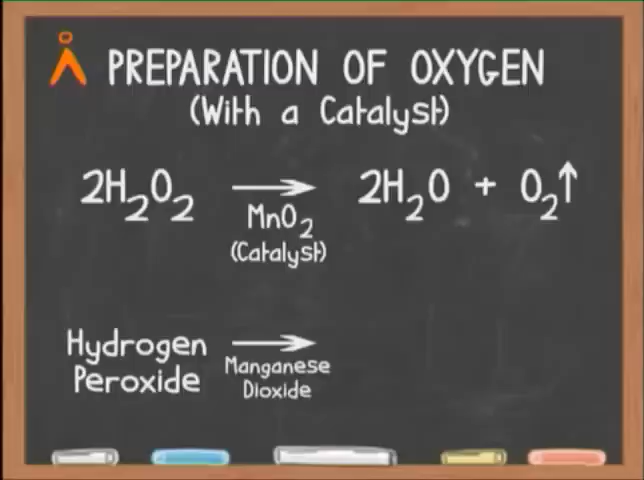 PREPARATION OF OXYGEN
(With a Catalyst)
2H₂O₂ → 2H₂O + O₂↑
MnO₂
(Catalyst)
Hydrogen Peroxide →
Manganese Dioxide